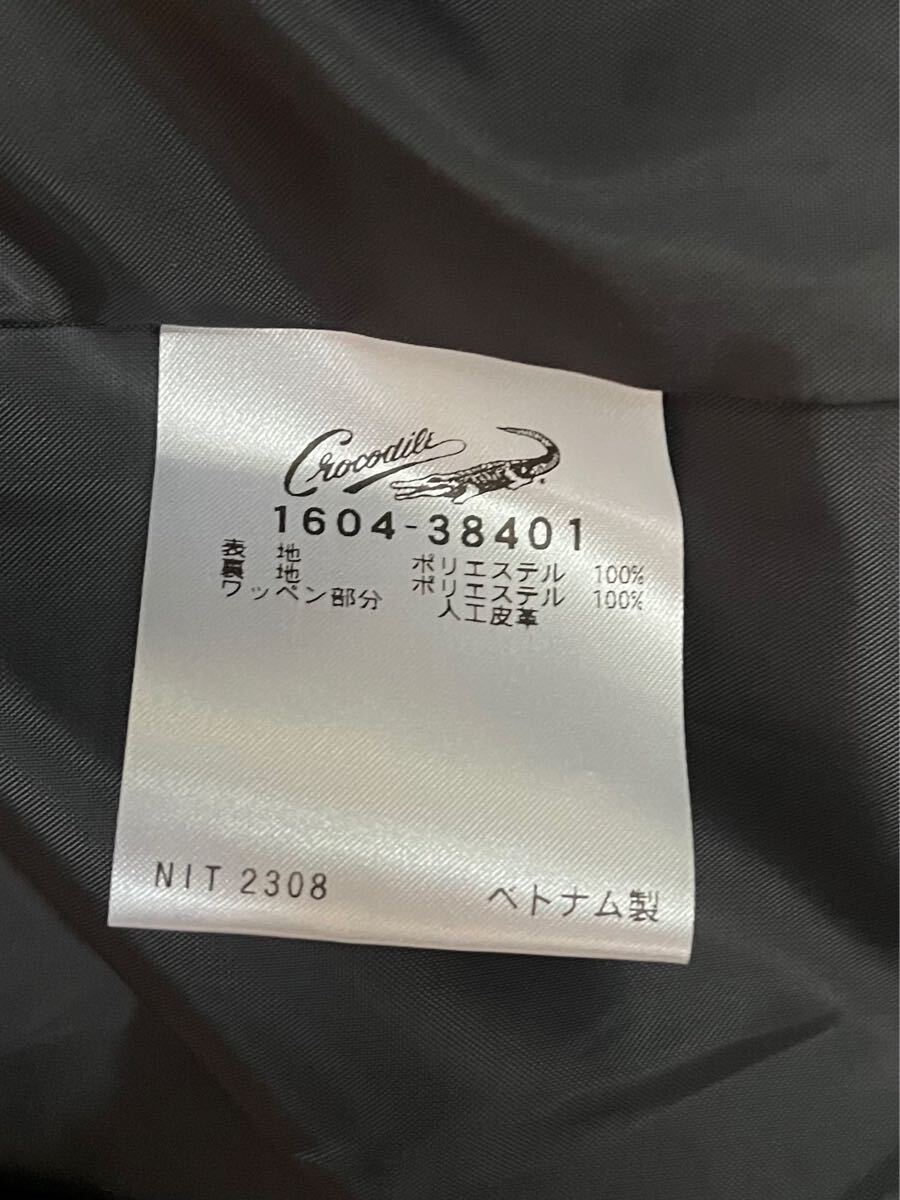 Crocodile
1604-38401
表 地 ポリエステル 100%
裏 地 ポリエステル 100%
ワッペン部分 人工皮革
NIT 2308 ベトナム製